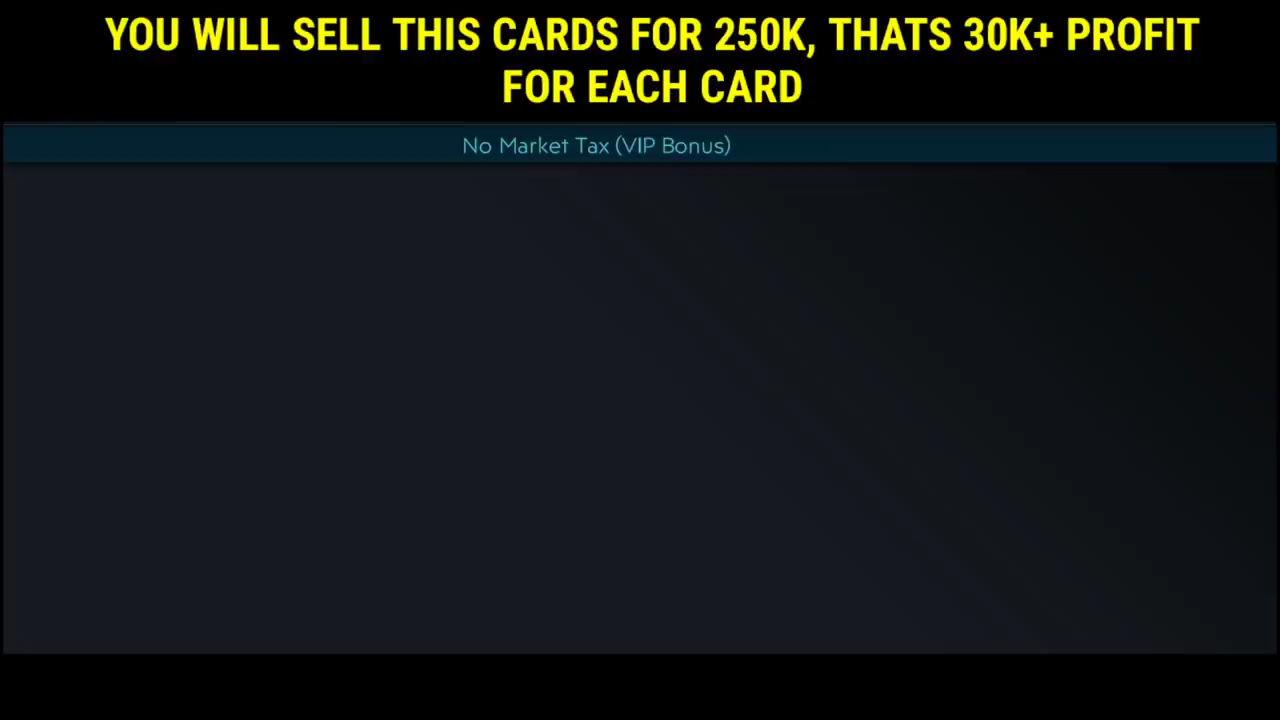 YOU WILL SELL THIS CARDS FOR 250K, THATS 30K+ PROFIT
FOR EACH CARD
No Market Tax (VIP Bonus)